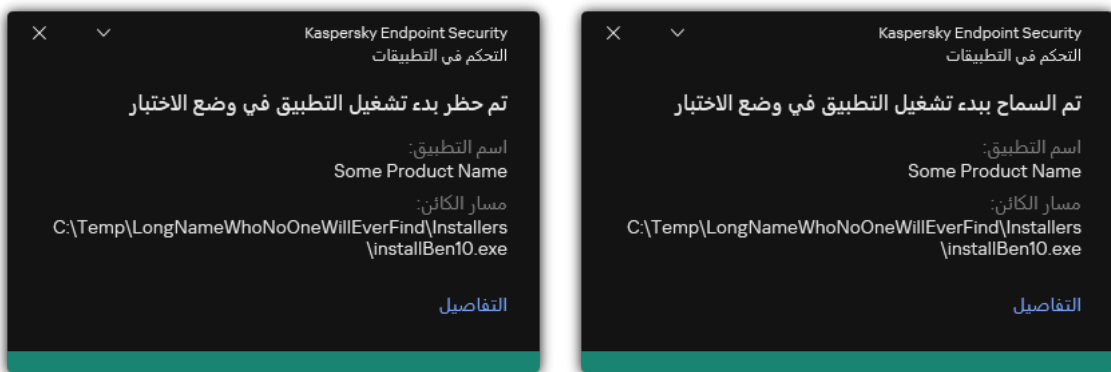 Kaspersky Endpoint Security
التحكم في التطبيقات
تم حظر بدء تشغيل التطبيق في وضع الاختبار
اسم التطبيق:
Some Product Name
مسار الكائن:
C:\Temp\LongNameWhoNoOneWillEverFind\Installers
\installBen10.exe
التفاصيل
Kaspersky Endpoint Security
التحكم في التطبيقات
تم السماح ببدء تشغيل التطبيق في وضع الاختبار
اسم التطبيق:
Some Product Name
مسار الكائن:
C:\Temp\LongNameWhoNoOneWillEverFind\Installers
\installBen10.exe
التفاصيل